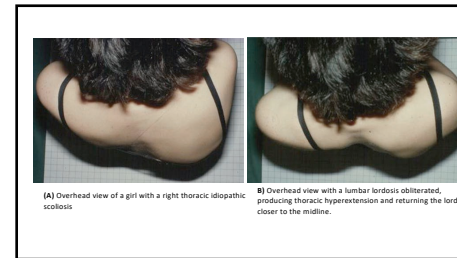 (A) Overhead view of a girl with a right thoracic idiopathic
scoliosis
B) Overhead view with a lumbar lordosis obliterated,
producing thoracic hyperextension and returning the lord
closer to the midline.